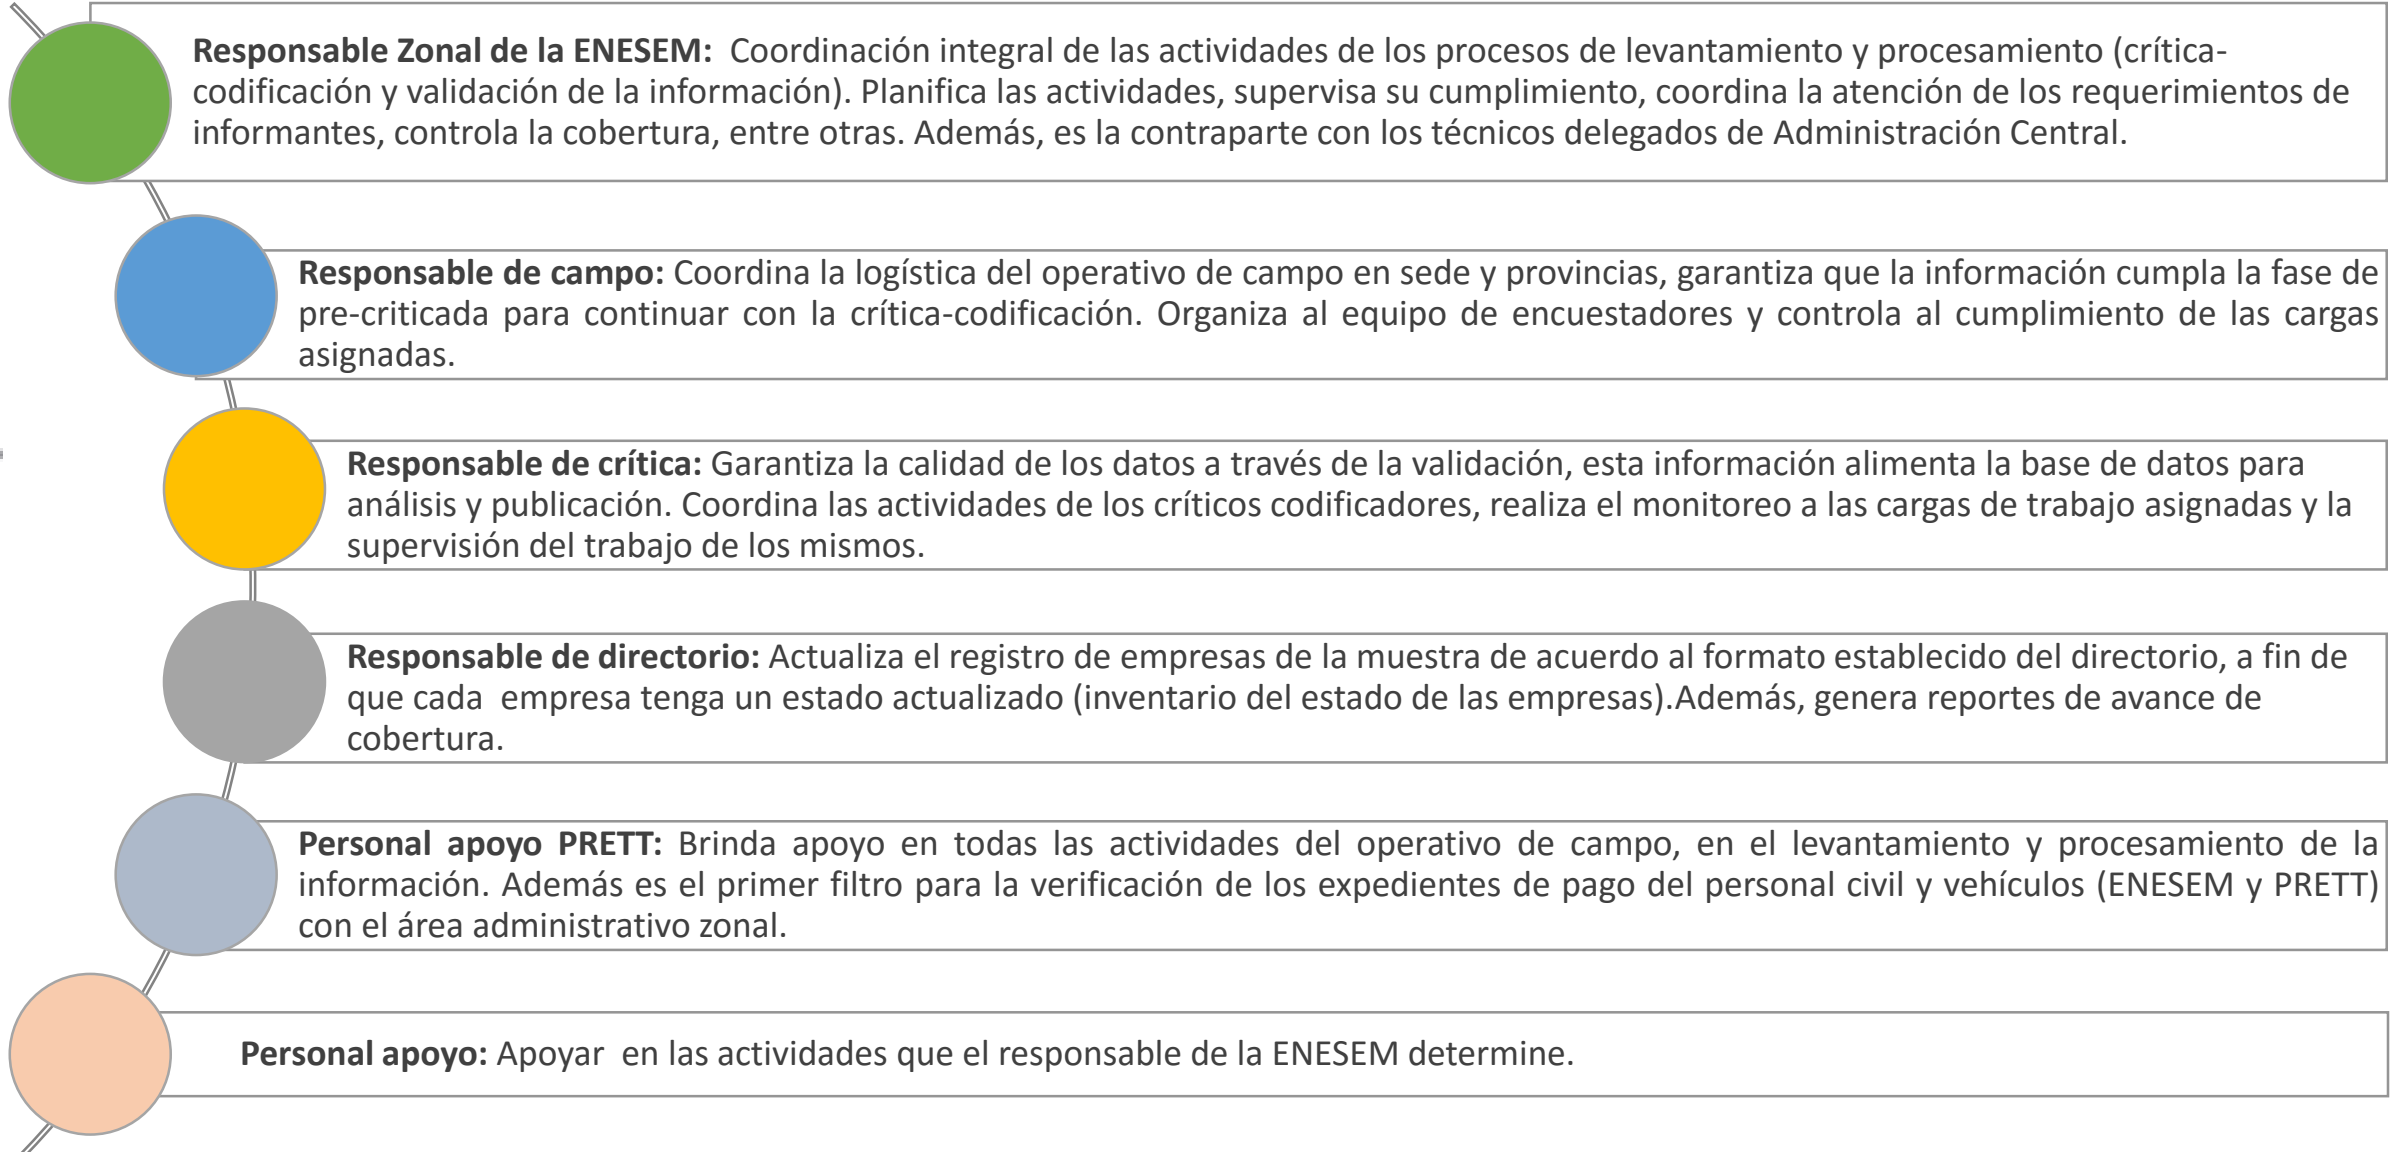 Responsable Zonal de la ENESEM: Coordinación integral de las actividades de los procesos de levantamiento y procesamiento (crítica-
codificación y validación de la información). Planifica las actividades, supervisa su cumplimiento, coordina la atención de los requerimientos de
informantes, controla la cobertura, entre otras. Además, es la contraparte con los técnicos delegados de Administración Central.
Responsable de campo: Coordina la logística del operativo de campo en sede y provincias, garantiza que la información cumpla la fase de
pre-criticada para continuar con la crítica-codificación. Organiza al equipo de encuestadores y controla al cumplimiento de las cargas
asignadas.
Responsable de crítica: Garantiza la calidad de los datos a través de la validación, esta información alimenta la base de datos para
análisis y publicación. Coordina las actividades de los críticos codificadores, realiza el monitoreo a las cargas de trabajo asignadas y la
supervisión del trabajo de los mismos.
Responsable de directorio: Actualiza el registro de empresas de la muestra de acuerdo al formato establecido del directorio, a fin de
que cada empresa tenga un estado actualizado (inventario del estado de las empresas).Además, genera reportes de avance de
cobertura.
Personal apoyo PRETT: Brinda apoyo en todas las actividades del operativo de campo, en el levantamiento y procesamiento de la
información. Además es el primer filtro para la verificación de los expedientes de pago del personal civil y vehículos (ENESEM y PRETT)
con el área administrativo zonal.
Personal apoyo: Apoyar en las actividades que el responsable de la ENESEM determine.